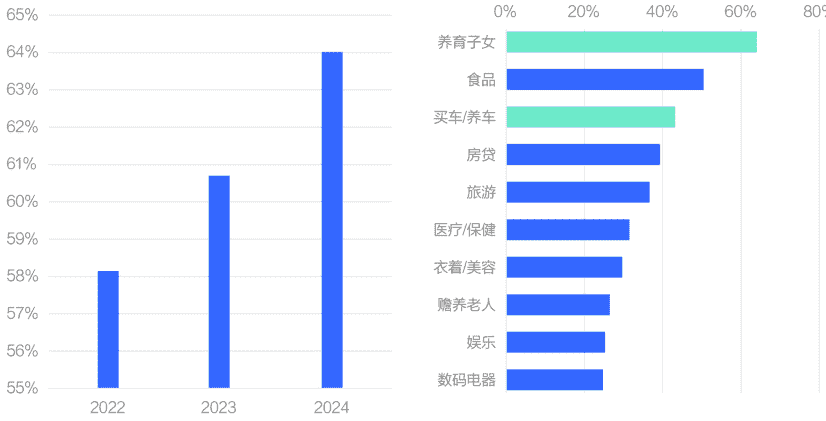 65%
64%
63%
62%
61%
60%
59%
58%
57%
56%
55%
2022 2023 2024
0% 20% 40% 60% 80%
养育子女
食品
买车/养车
房贷
旅游
医疗/保健
衣着/美容
赡养老人
娱乐
数码电器